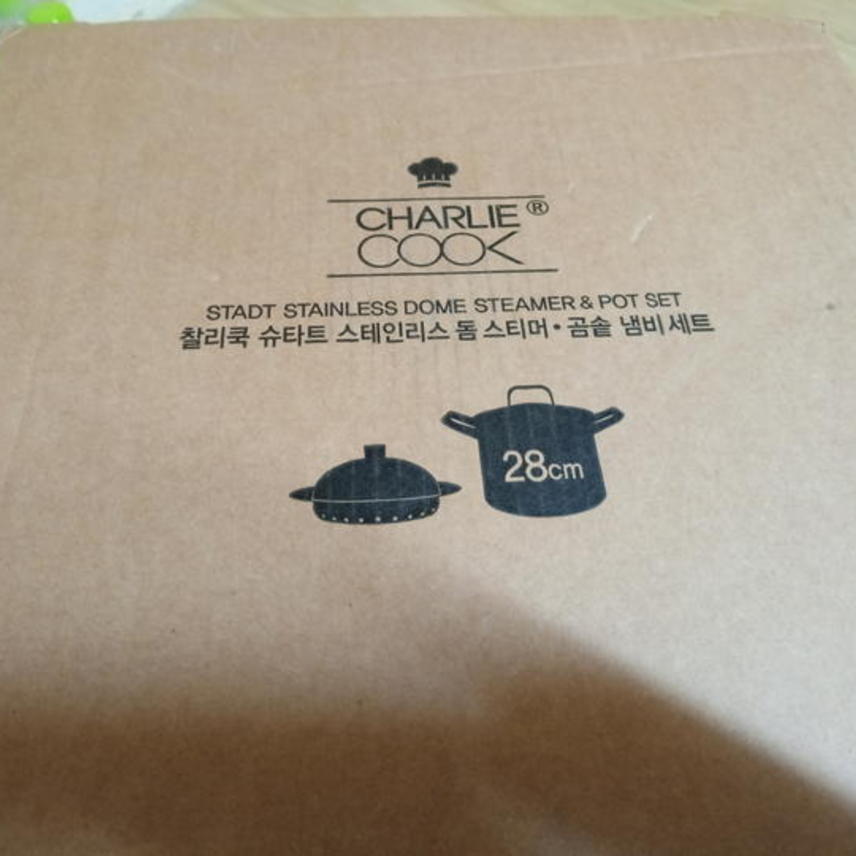 CHARLIE®
COOK
STADT STAINLESS DOME STEAMER & POT SET
찰리쿡 슈타트 스테인리스 돔 스티머•곰솥 냄비세트
28cm